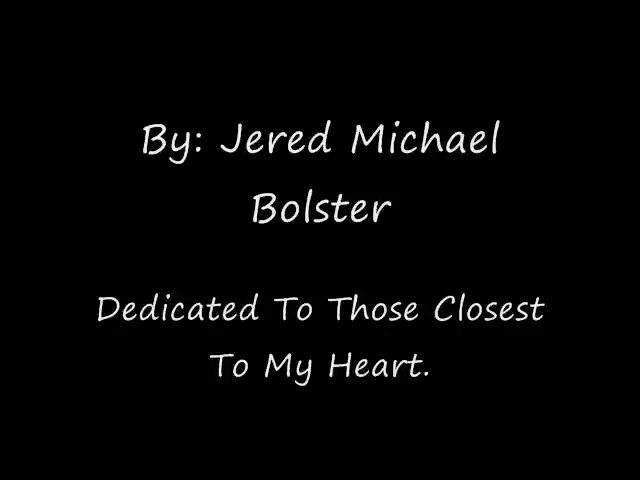 By: Jered Michael
Bolster
Dedicated To Those Closest
To My Heart.